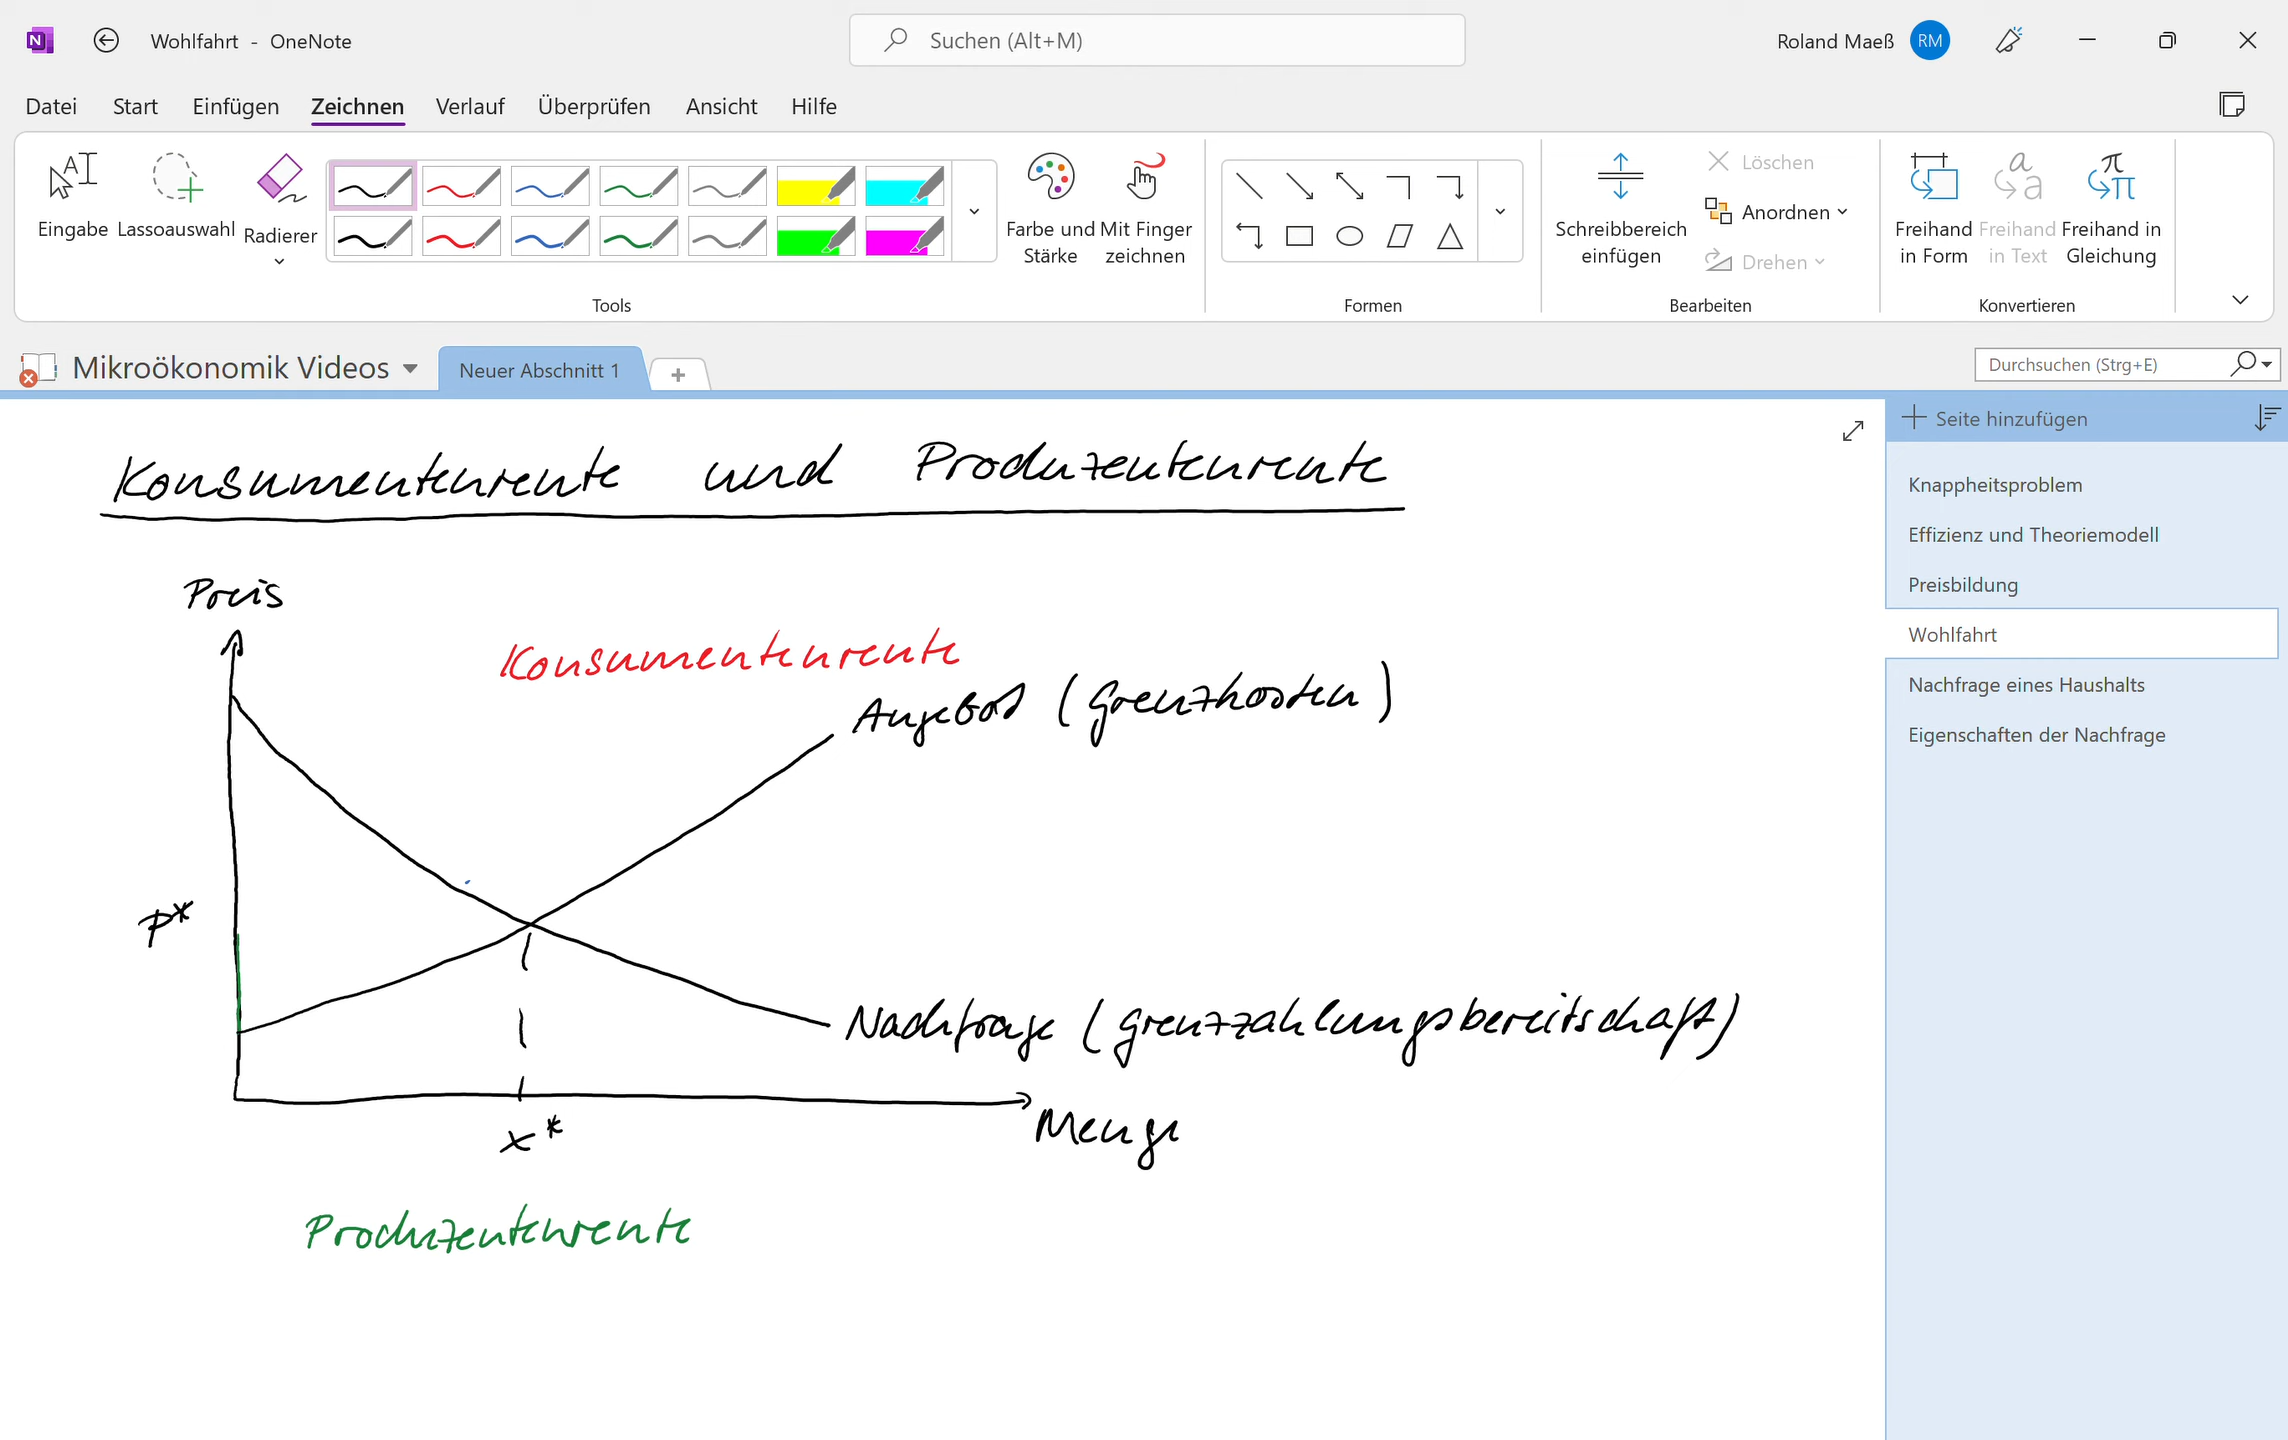 Wohlfahrt - OneNote
Suchen (Alt+M)
Roland Maeß RM
Datei Start Einfügen Zeichnen Verlauf Überprüfen Ansicht Hilfe
Eingabe Lassoauswahl Radierer
Farbe und Stärke
Mit Finger zeichnen
Schreibbereich einfügen
Löschen
Anordnen
Drehen
Freihand in Form
Freihand in Text
Freihand in Gleichung
Tools Formen Bearbeiten Konvertieren
Mikroökonomik Videos Neuer Abschnitt 1 +
Durchsuchen (Strg+E)
Seite hinzufügen
Knappheitsproblem
Effizienz und Theoriemodell
Preisbildung
Wohlfahrt
Nachfrage eines Haushalts
Eigenschaften der Nachfrage
Konsumentenrente und Produzentenrente
Preis
Konsumentenrente
Angebot (Grenzkosten)
P*
Nachfrage (Grenzzahlungsbereitschaft)
x*
Menge
Produzentenrente